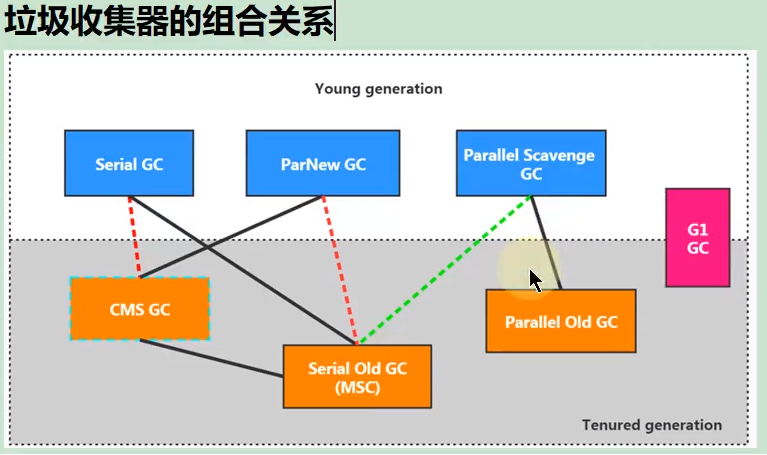 垃圾收集器的组合关系
Young generation
Serial GC
ParNew GC
Parallel Scavenge
GC
G1
GC
CMS GC
Parallel Old GC
Serial Old GC
(MSC)
Tenured generation